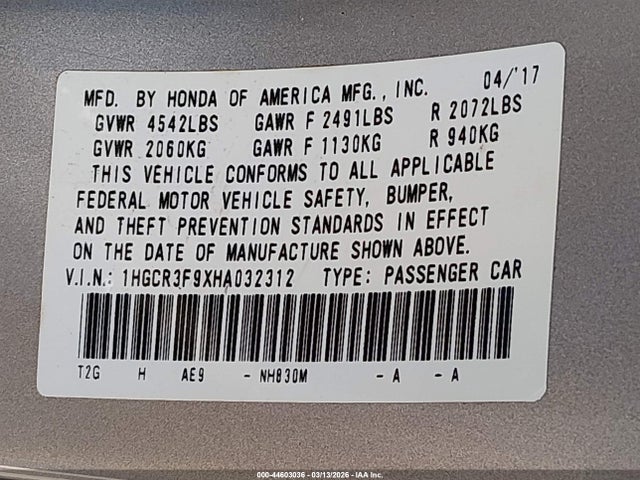 MFD. BY HONDA OF AMERICA MFG., INC. 04/'17
GVWR 4542LBS GAWR F 2491LBS R 2072LBS
GVWR 2060KG GAWR F 1130KG R 940KG
THIS VEHICLE CONFORMS TO ALL APPLICABLE
FEDERAL MOTOR VEHICLE SAFETY, BUMPER,
AND THEFT PREVENTION STANDARDS IN EFFECT
ON THE DATE OF MANUFACTURE SHOWN ABOVE.
V.I.N.: 1HGCR3F9XHA032312 TYPE: PASSENGER CAR
T2G H AE9 - NH830M - A - A
000-44603036 - 03/13/2026 - IAA Inc.